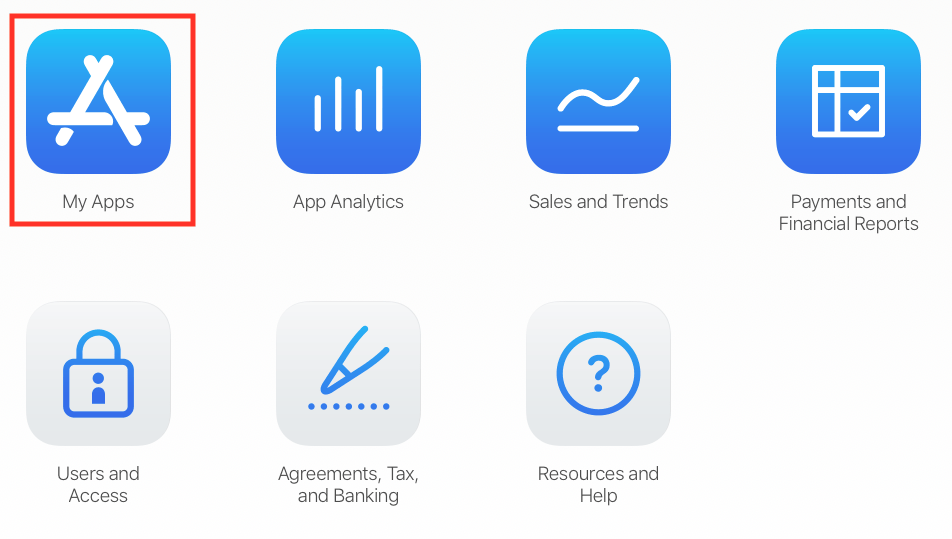 My Apps
App Analytics
Sales and Trends
Payments and
Financial Reports
Users and
Access
Agreements, Tax,
and Banking
Resources and
Help